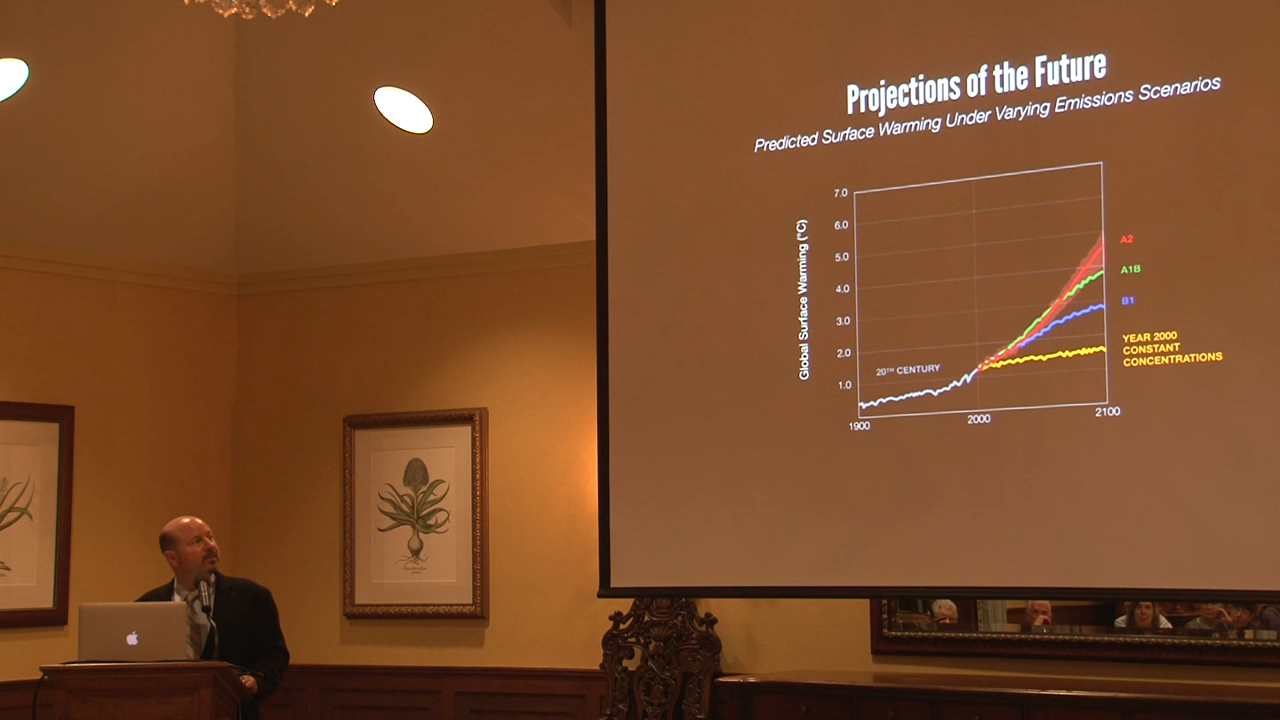 Projections of the Future
Predicted Surface Warming Under Varying Emissions Scenarios
7.0
6.0
5.0
4.0
3.0
2.0
1.0
Global Surface Warming (°C)
20TH CENTURY
A2
A1B
B1
YEAR 2000
CONSTANT
CONCENTRATIONS
1900
2000
2100